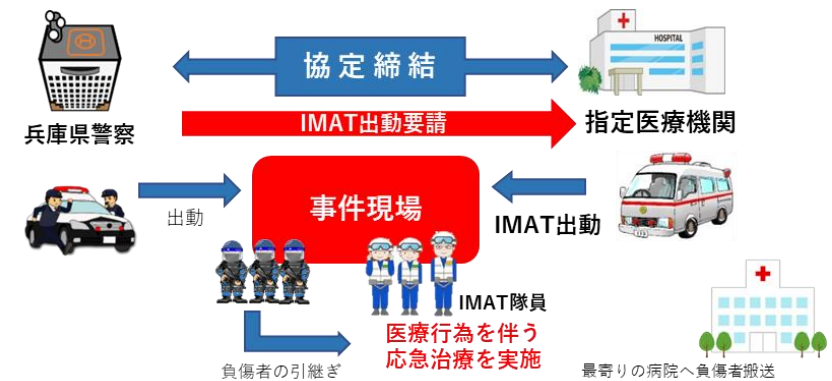 協定締結
HOSPITAL
兵庫県警察
IMAT出動要請
指定医療機関
出動
事件現場
IMAT出動
IMAT隊員
医療行為を伴う
応急治療を実施
負傷者の引継ぎ
最寄りの病院へ負傷者搬送